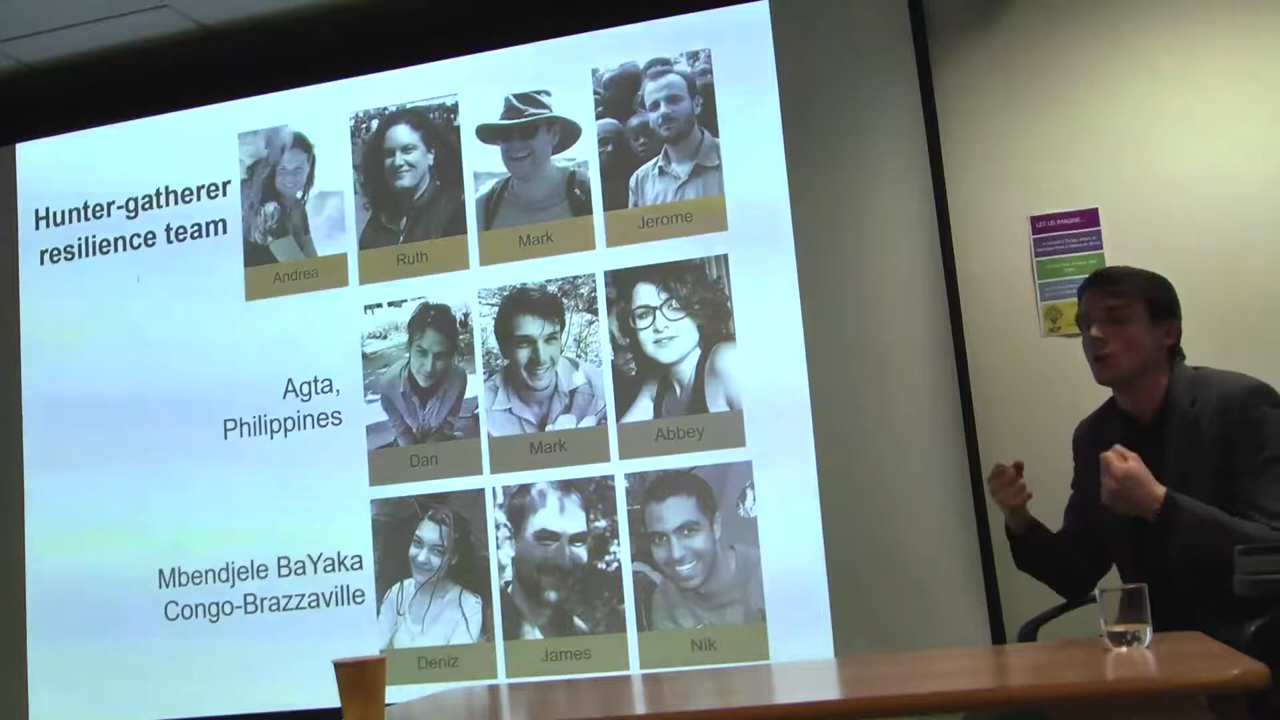 Hunter-gatherer
resilience team
Andrea
Ruth
Mark
Jerome
Agta,
Philippines
Dan
Mark
Abbey
Mbendjele BaYaka
Congo-Brazzaville
Deniz
James
Nik
LET US IMAGINE...